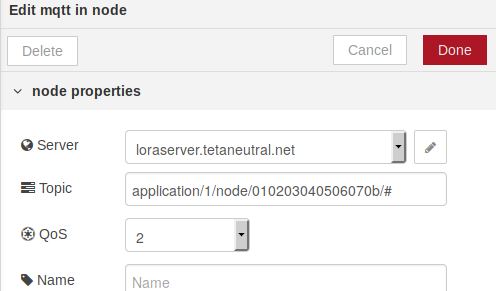 Edit mqtt in node
Delete Cancel Done
node properties
Server loraserver.tetaneutral.net
Topic application/1/node/010203040506070b/#
QoS 2
Name Name